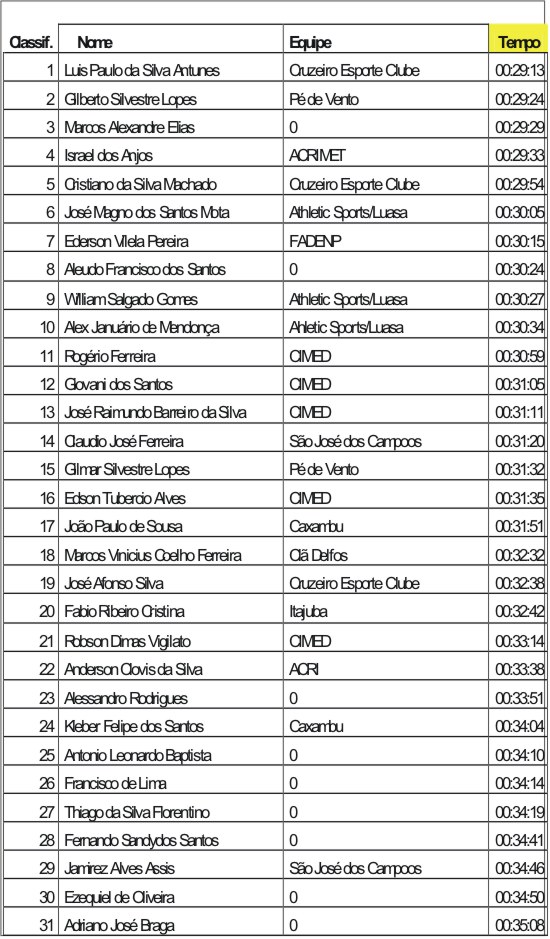 Classif. Nome Equipe Tempo
1 Luis Paulo da Silva Antunes Cruzeiro Esporte Clube 00:29:13
2 Gilberto Silvestre Lopes Pé de Vento 00:29:24
3 Marcos Alexandre Elias 0 00:29:29
4 Israel dos Anjos ACRIMET 00:29:33
5 Cristiano da Silva Machado Cruzeiro Esporte Clube 00:29:54
6 José Magno dos Santos Mota Athletic Sports/Luasa 00:30:05
7 Ederson Vilela Pereira FADENP 00:30:15
8 Aleudo Francisco dos Santos 0 00:30:24
9 William Salgado Gomes Athletic Sports/Luasa 00:30:27
10 Alex Januário de Mendonça Ahletic Sports/Luasa 00:30:34
11 Rogério Ferreira CIMED 00:30:59
12 Giovani dos Santos CIMED 00:31:05
13 José Raimundo Barreiro da Silva CIMED 00:31:11
14 Claudio José Ferreira São José dos Campoos 00:31:20
15 Gilmar Silvestre Lopes Pé de Vento 00:31:32
16 Edson Tubercio Alves CIMED 00:31:35
17 João Paulo de Sousa Caxambu 00:31:51
18 Marcos Vinicius Coelho Ferreira Clã Delfos 00:32:32
19 José Afonso Silva Cruzeiro Esporte Clube 00:32:38
20 Fabio Ribeiro Cristina Itajuba 00:32:42
21 Robson Dimas Vigilato CIMED 00:33:14
22 Anderson Clovis da Silva ACRI 00:33:38
23 Alessandro Rodrigues 0 00:33:51
24 Kleber Felipe dos Santos Caxambu 00:34:04
25 Antonio Leonardo Baptista 0 00:34:10
26 Francisco de Lima 0 00:34:14
27 Thiago da Silva Florentino 0 00:34:19
28 Fernando Sandydos Santos 0 00:34:41
29 Jamirez Alves Assis São José dos Campoos 00:34:46
30 Ezequiel de Oliveira 0 00:34:50
31 Adriano José Braga 0 00:35:08